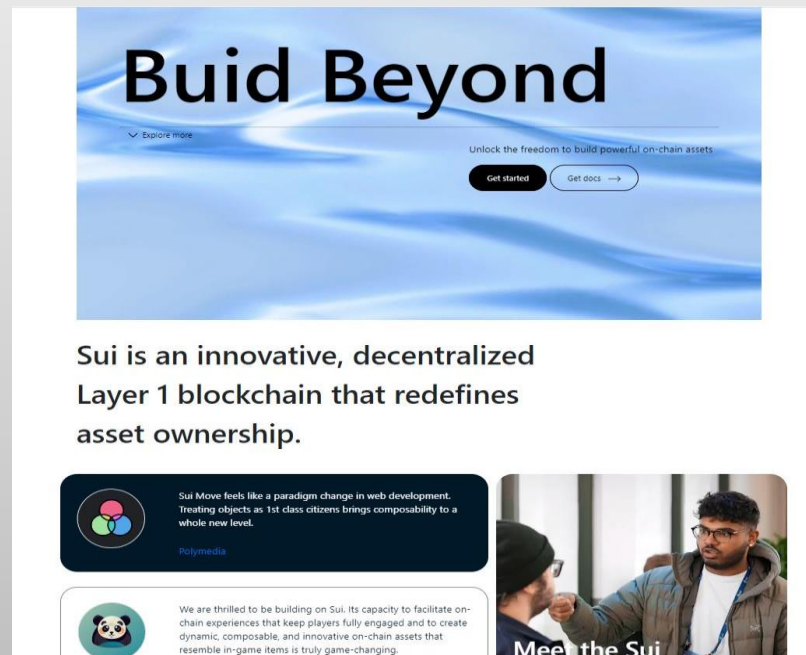 Buid Beyond
Explore more
Unlock the freedom to build powerful on-chain assets
Get started
Get docs
Sui is an innovative, decentralized
Layer 1 blockchain that redefines
asset ownership.
Sui Move feels like a paradigm change in web development.
Treating objects as 1st class citizens brings composability to a
whole new level.
Polymedia
We are thrilled to be building on Sui. Its capacity to facilitate on-
chain experiences that keep players fully engaged and to create
dynamic, composable, and innovative on-chain assets that
resemble in-game items is truly game-changing.
Meet the Sui